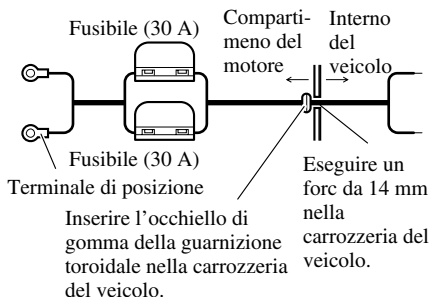 Fusibile (30 A)
Comparti-
meno del
motore
Interno
del
veicolo
Fusibile (30 A)
Terminale di posizione
Inserire l'occhiello di
gomma della guarnizione
toroidale nella carrozzeria
del veicolo.
Eseguire un
forc da 14 mm
nella
carrozzeria del
veicolo.